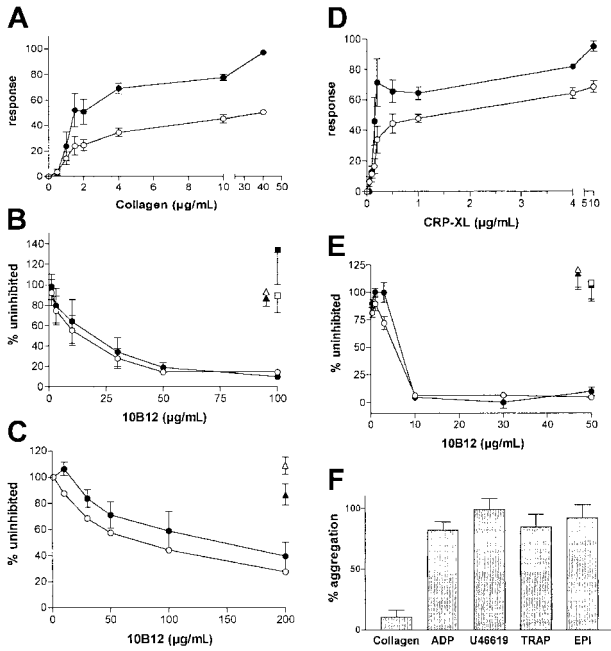 A
response
100
80
60
40
20
0
0 2 4 6 8 10 30 40 50
Collagen (µg/mL)
D
response
100
80
60
40
20
0
0 1 2 3 4 5 10
CRP-XL (µg/mL)
B
% uninhibited
140
120
100
80
60
40
20
0
0 25 50 75 100
10B12 (µg/mL)
E
% uninhibited
125
100
75
50
25
0
0 10 20 30 40 50
10B12 (µg/mL)
C
% uninhibited
120
100
80
60
40
20
0
0 50 100 150 200
10B12 (µg/mL)
F
% aggregation
100
50
0
Collagen ADP U46619 TRAP EPI